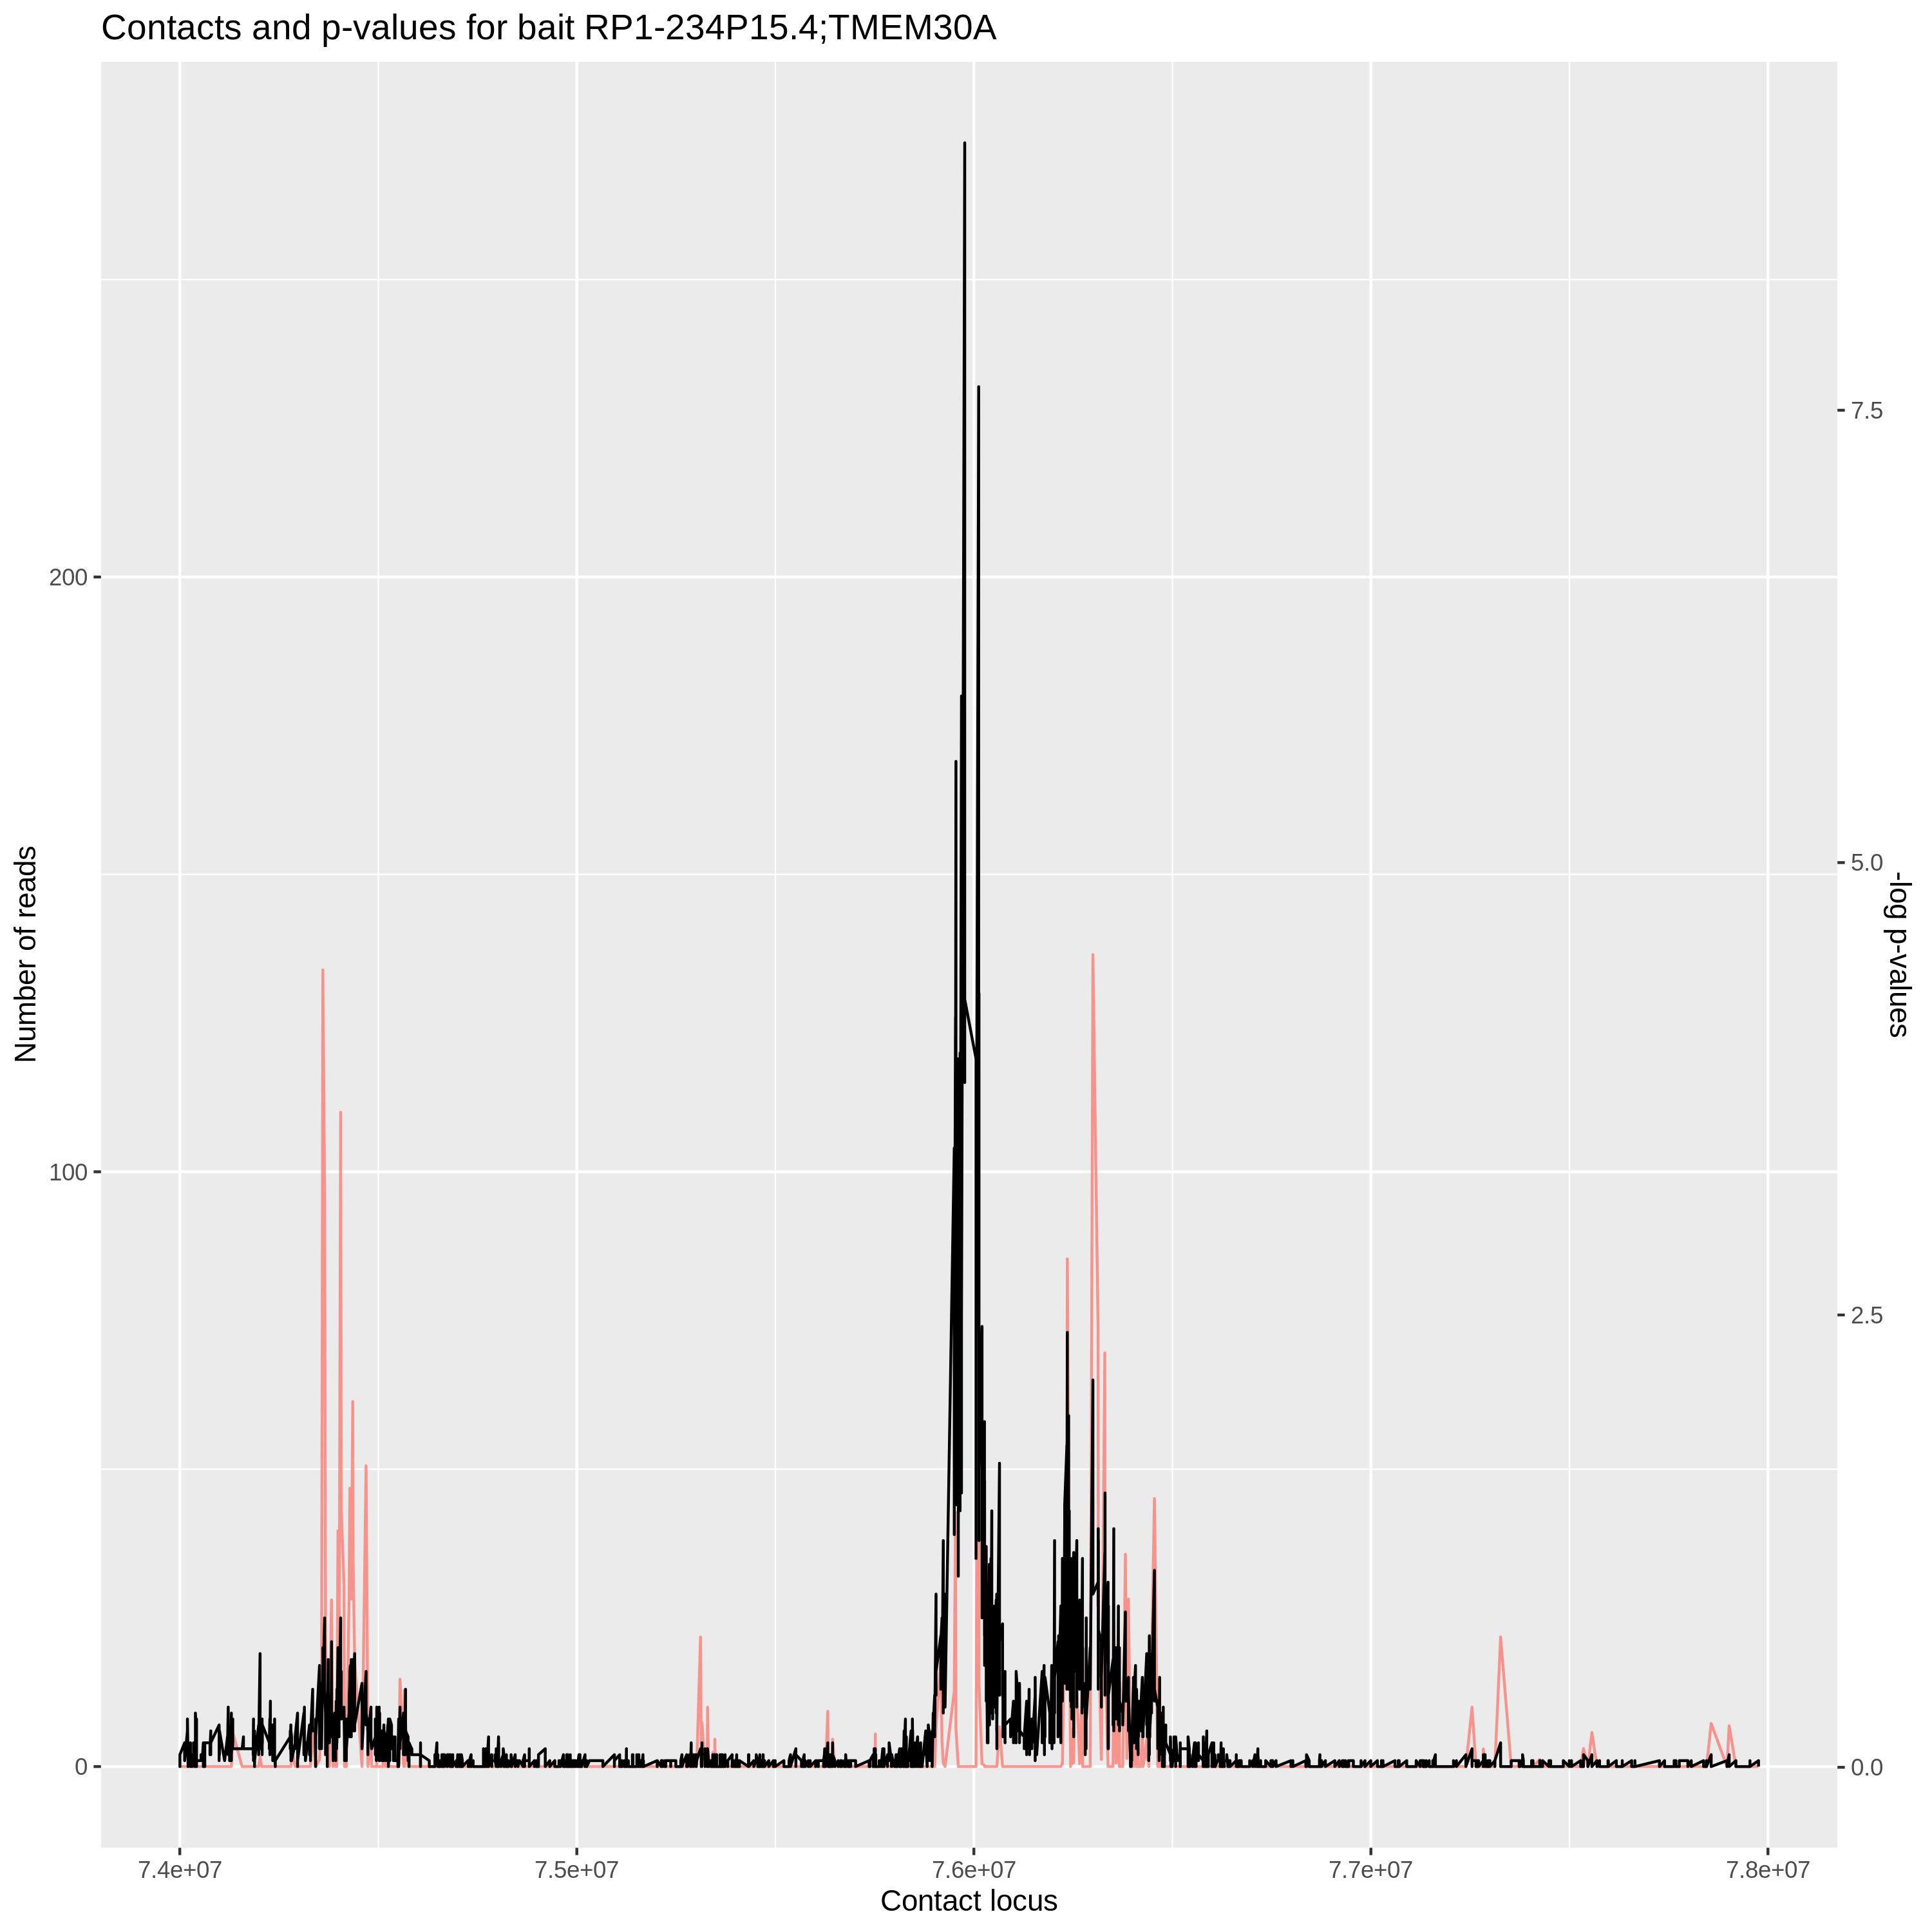 Contacts and p-values for bait RP1-234P15.4;TMEM30A
Number of reads
200
100
0
7.5
5.0
2.5
0.0
-log p-values
7.4e+07
7.5e+07
7.6e+07
7.7e+07
7.8e+07
Contact locus